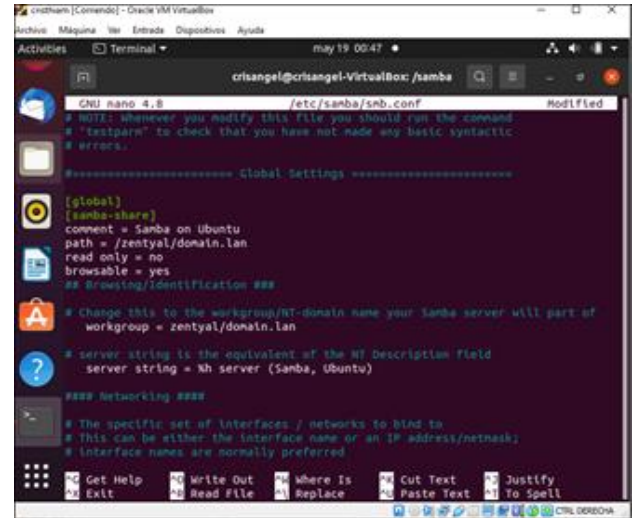 cristhiam [Corriendo] - Oracle VM VirtualBox
Archivo Máquina Ver Entrada Dispositivos Ayuda
Activities Terminal may 19 00:47
crisangel@crisangel-VirtualBox: /samba
GNU nano 4.8 /etc/samba/smb.conf Modified
# NOTE: Whenever you modify this file you should run the command
# "testparm" to check that you have not made any basic syntactic
# errors.
#======================= Global Settings =======================
[global]
[samba-share]
comment = Samba on Ubuntu
path = /zentyal/domain.lan
read only = no
browsable = yes
## Browsing/Identification ###
# Change this to the workgroup/NT-domain name your Samba server will part of
workgroup = zentyal/domain.lan
# server string is the equivalent of the NT Description field
server string = %h server (Samba, Ubuntu)
#### Networking ####
# The specific set of interfaces / networks to bind to
# This can be either the interface name or an IP address/netmask;
# interface names are normally preferred
^G Get Help ^O Write Out ^W Where Is ^K Cut Text ^J Justify
^X Exit ^R Read File ^\ Replace ^U Paste Text ^T To Spell
CTRL DERECHA